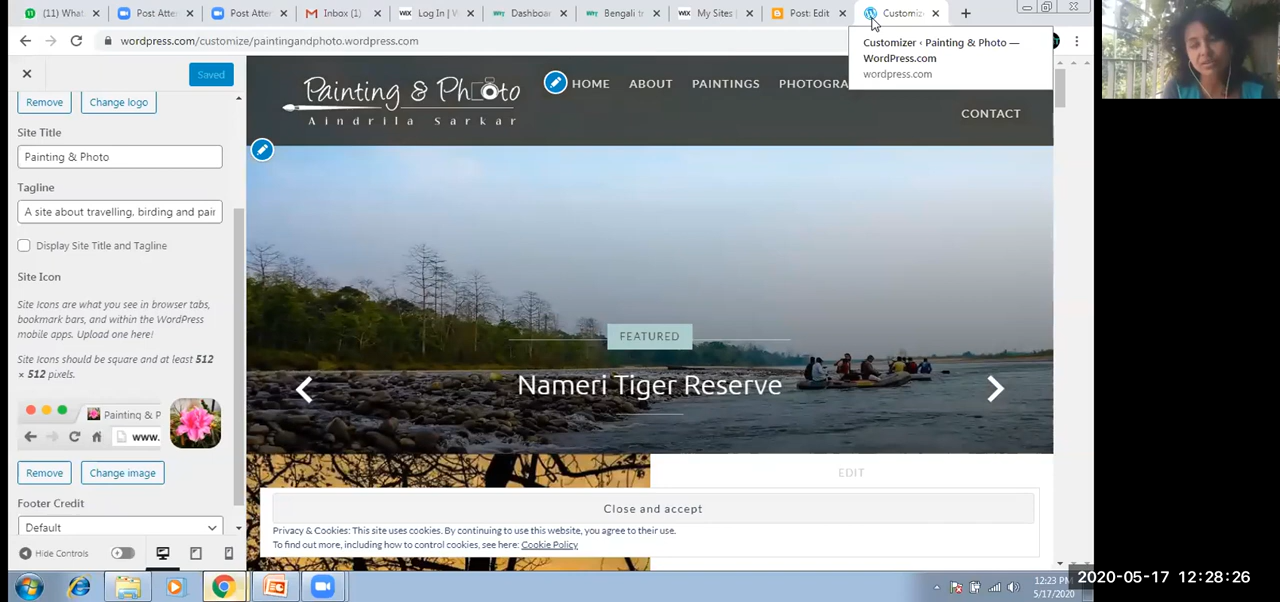 (11) What
Post Atter
Post Atter
Inbox (1)
WIX
Log In | W
Dashboar
Bengali tr
WIX
My Sites |
Post: Edit
Customize
wordpress.com/customize/paintingandphoto.wordpress.com
Customizer ‹ Painting & Photo —
WordPress.com
wordpress.com
Saved
Remove
Change logo
Site Title
Painting & Photo
Tagline
A site about travelling, birding and pair
Display Site Title and Tagline
Site Icon
Site Icons are what you see in browser tabs,
bookmark bars, and within the WordPress
mobile apps. Upload one here!
Site Icons should be square and at least 512
× 512 pixels.
Painting & P
www.
Remove
Change image
Footer Credit
Default
Hide Controls
Painting & Photo
Aindrila Sarkar
HOME
ABOUT
PAINTINGS
PHOTOGRA
CONTACT
FEATURED
Nameri Tiger Reserve
EDIT
Close and accept
Privacy & Cookies: This site uses cookies. By continuing to use this website, you agree to their use.
To find out more, including how to control cookies, see here: Cookie Policy
12:23 PM
5/17/2020
2020-05-17 12:28:26